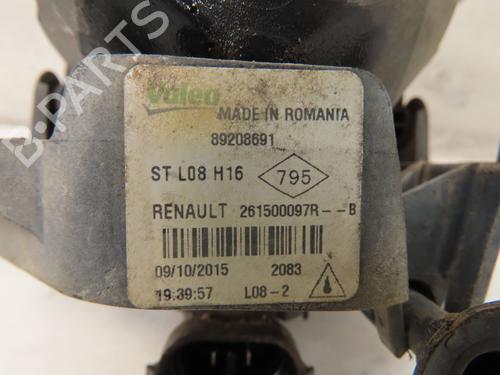 B-PARTS
Valeo
MADE IN ROMANIA
89208691
ST L08 H16 795
RENAULT 261500097R--B
09/10/2015 2083
19:39:57 L08-2